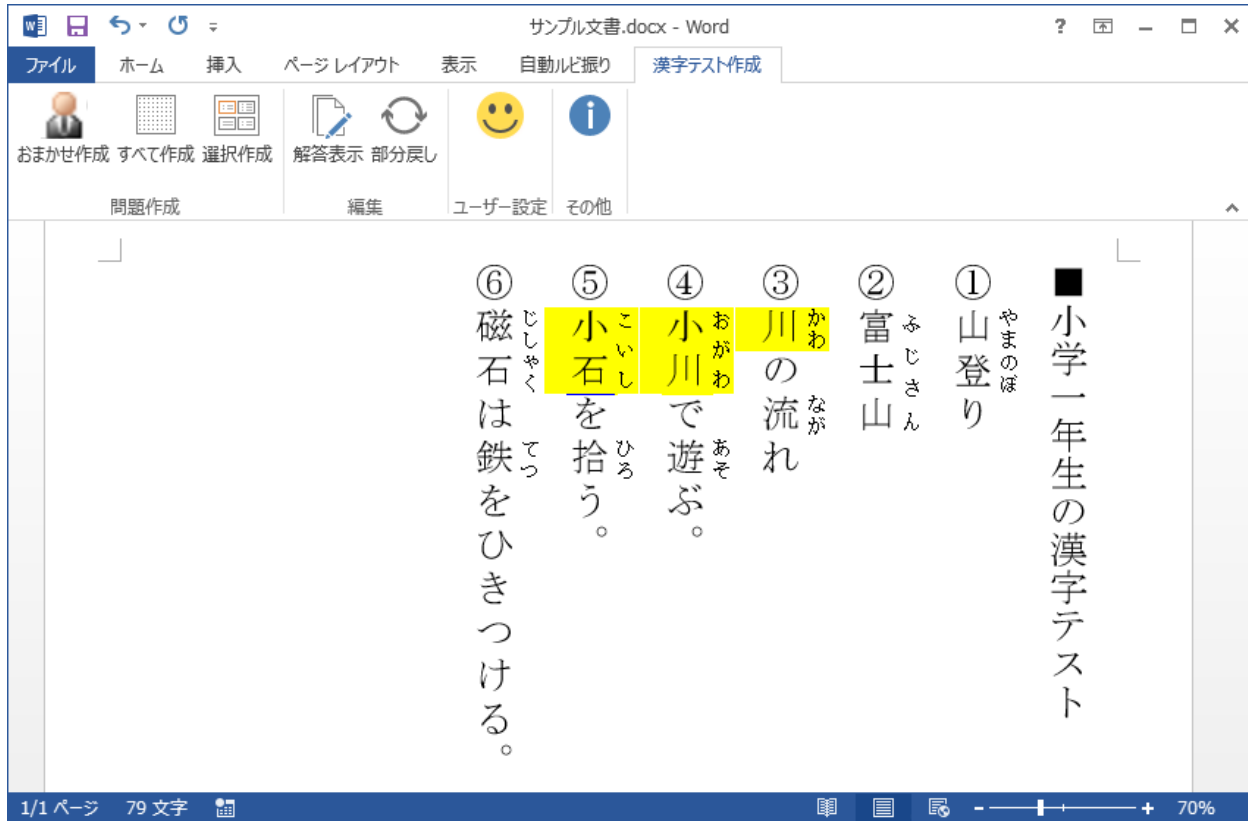 サンプル文書.docx - Word
ファイル ホーム 挿入 ページ レイアウト 表示 自動ルビ振り 漢字テスト作成
おまかせ作成 すべて作成 選択作成 解答表示 部分戻し
問題作成 編集 ユーザー設定 その他
■小学一年生の漢字テスト
やまのぼ
①山登り
ふじさん
②富士山
かわ なが
③川の流れ
おがわ あそ
④小川で遊ぶ。
こいし ひろ
⑤小石を拾う。
じしゃく てつ
⑥磁石は鉄をひきつける。
1/1 ページ 79 文字 70%